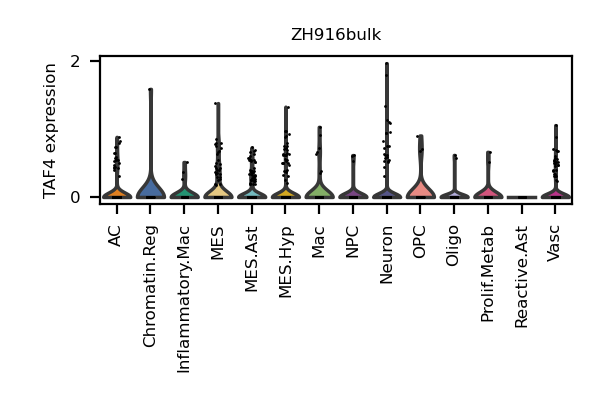 ZH916bulk
TAF4 expression
2
0
AC
Chromatin.Reg
Inflammatory.Mac
MES
MES.Ast
MES.Hyp
Mac
NPC
Neuron
OPC
Oligo
Prolif.Metab
Reactive.Ast
Vasc